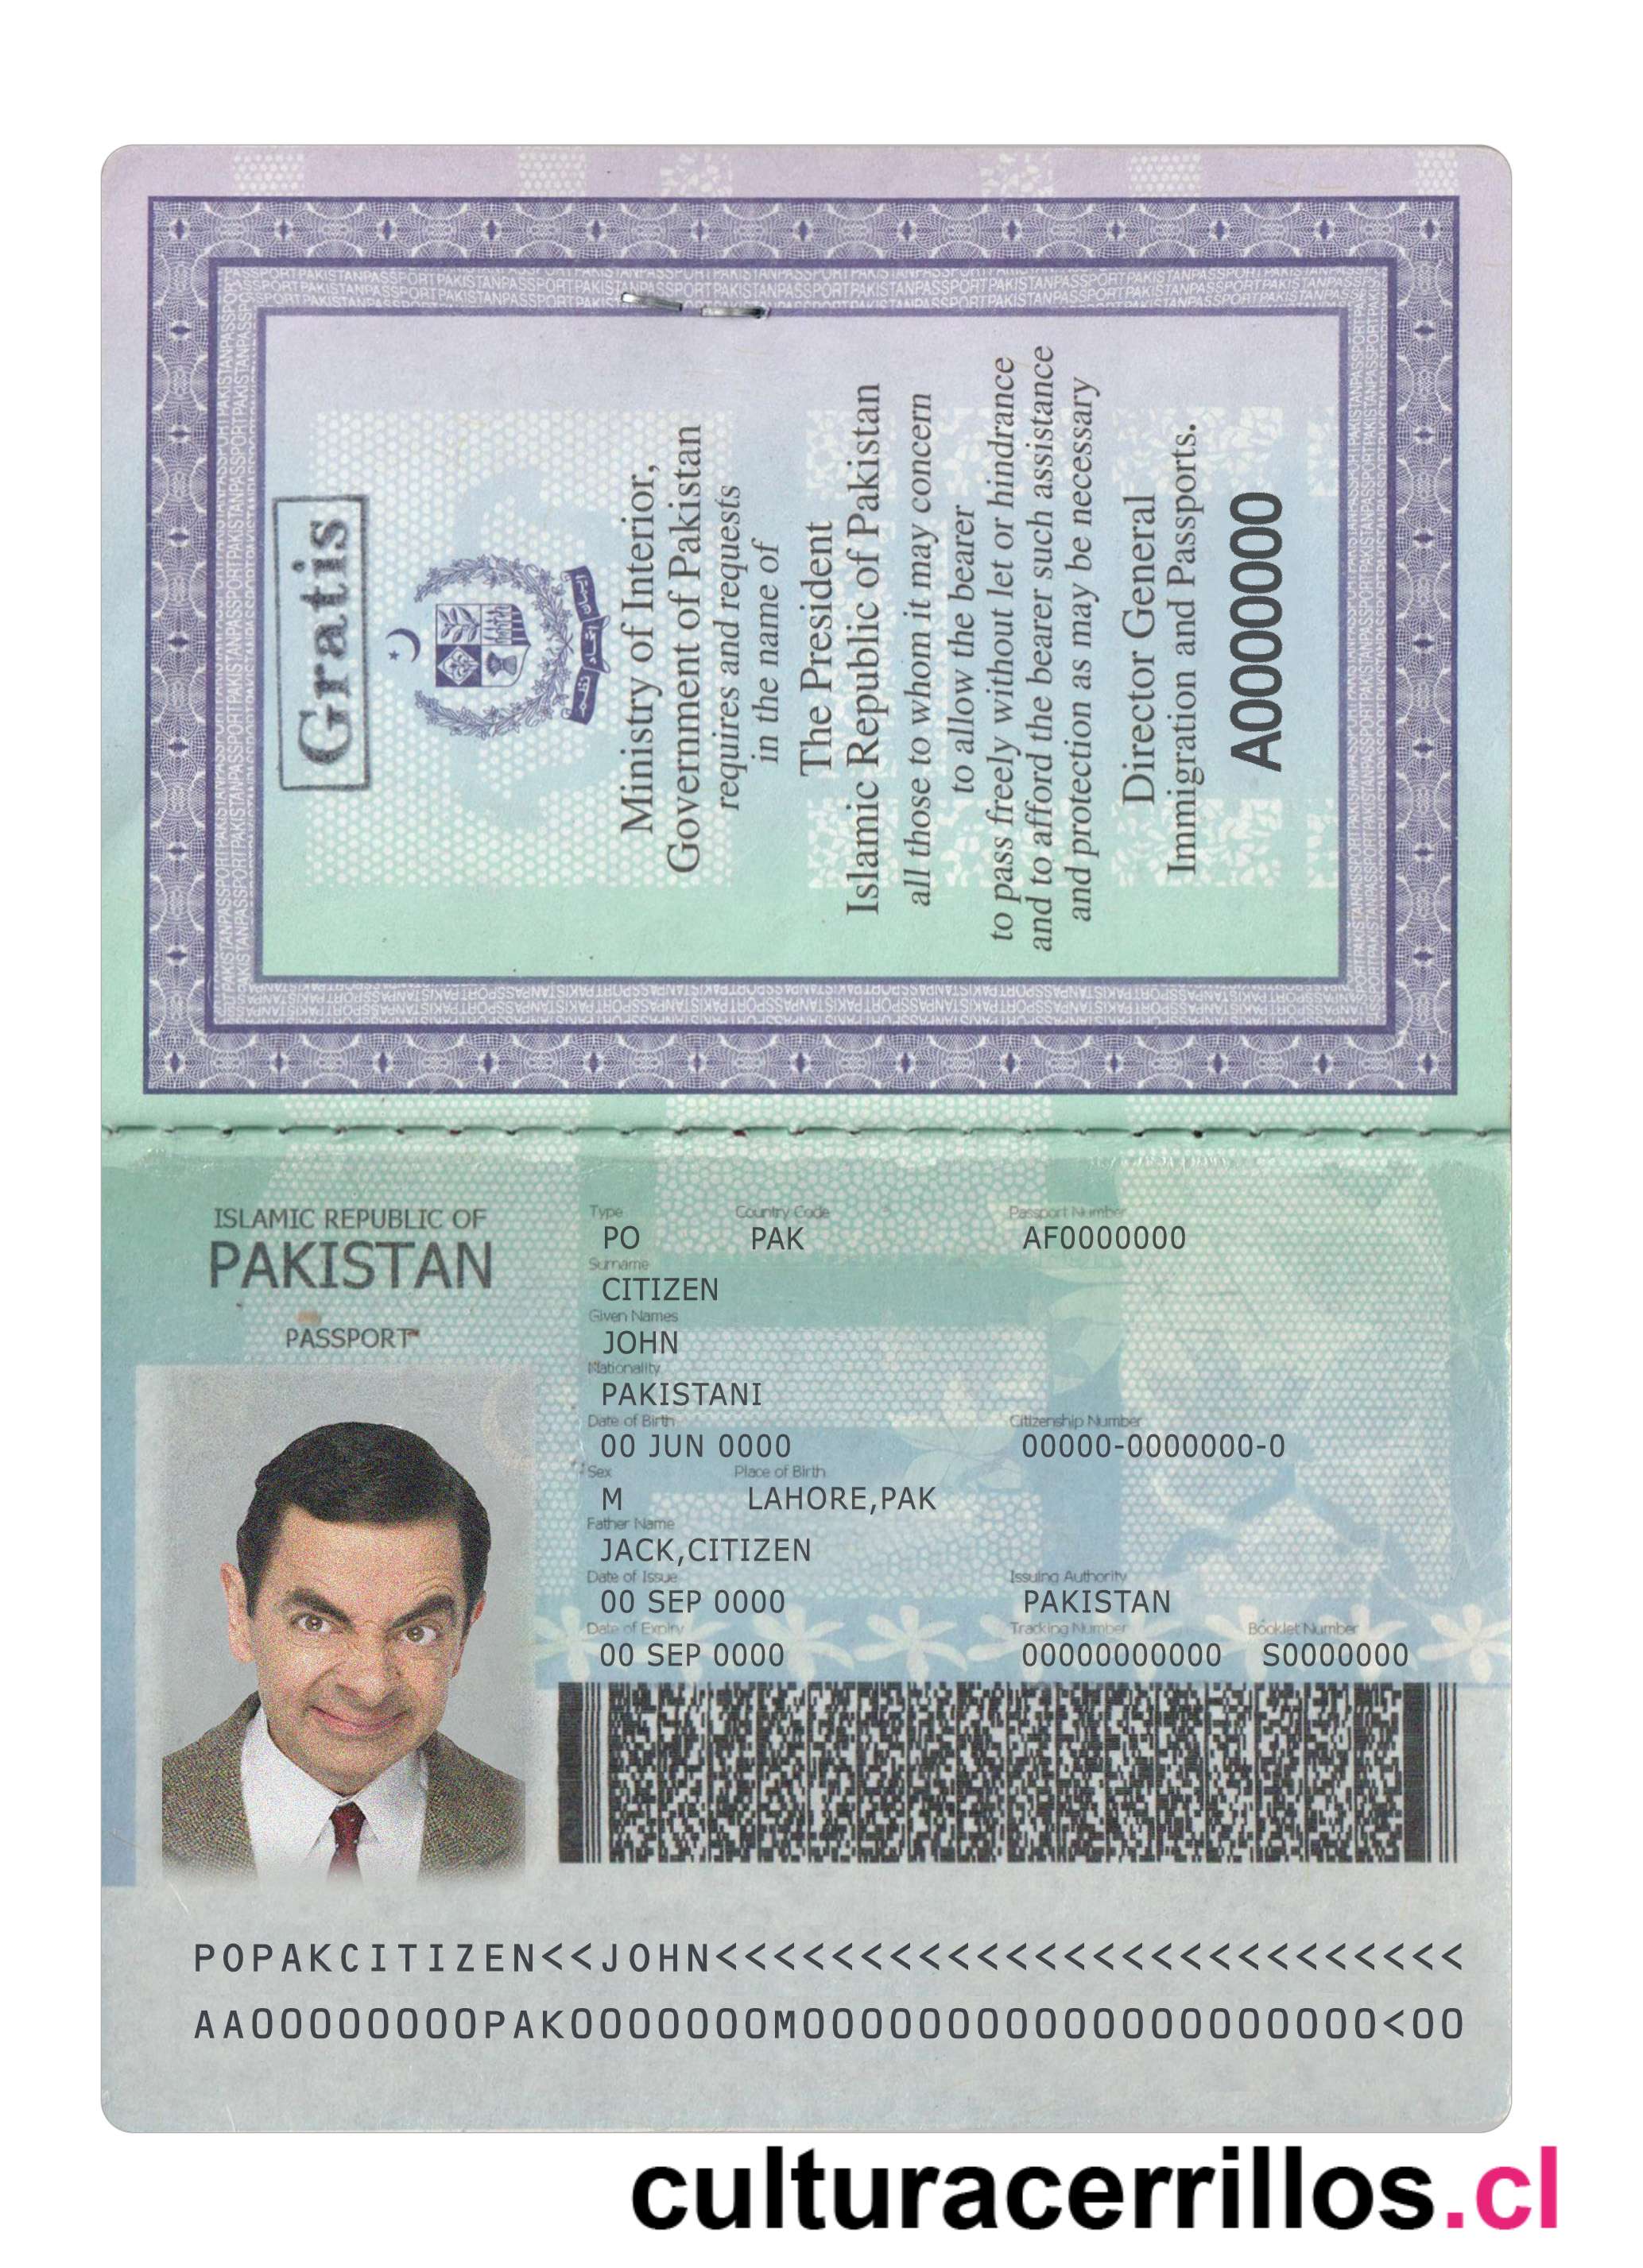 Gratis
ایمان اتحاد نظم
Ministry of Interior,
Government of Pakistan
requires and requests
in the name of
The President
Islamic Republic of Pakistan
all those to whom it may concern
to allow the bearer
to pass freely without let or hindrance
and to afford the bearer such assistance
and protection as may be necessary
Director General
Immigration and Passports.
A0000000
ISLAMIC REPUBLIC OF
PAKISTAN
PASSPORT
Type Country Code Passport Number
PO PAK AF0000000
Surname
CITIZEN
Given Names
JOHN
Nationality
PAKISTANI
Date of Birth Citizenship Number
00 JUN 0000 00000-0000000-0
Sex Place of Birth
M LAHORE,PAK
Father Name
JACK,CITIZEN
Date of Issue Issuing Authority
00 SEP 0000 PAKISTAN
Date of Expiry Tracking Number Booklet Number
00 SEP 0000 00000000000 S0000000
POPAKCITIZEN<<JOHN<<<<<<<<<<<<<<<<<<<<<<<<<<
AA00000000PAK0000000M00000000000000000000<00
culturacerrillos.cl